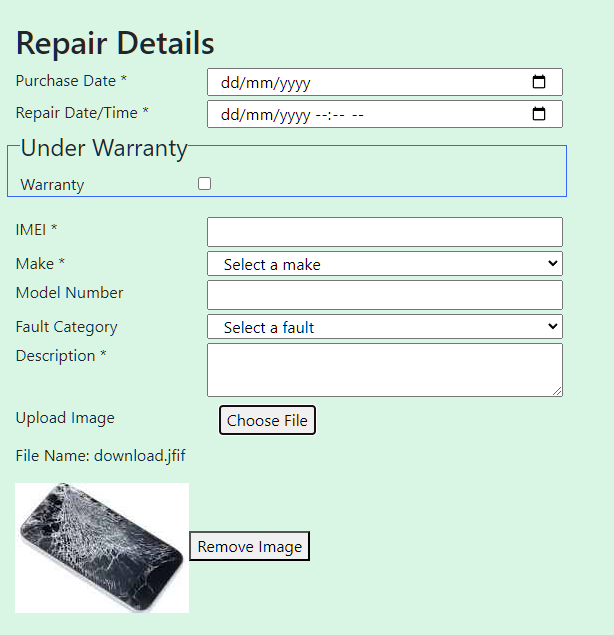 Repair Details
Purchase Date * dd/mm/yyyy
Repair Date/Time * dd/mm/yyyy --:-- --
Under Warranty
Warranty
IMEI *
Make * Select a make
Model Number
Fault Category Select a fault
Description *
Upload Image Choose File
File Name: download.jfif
Remove Image